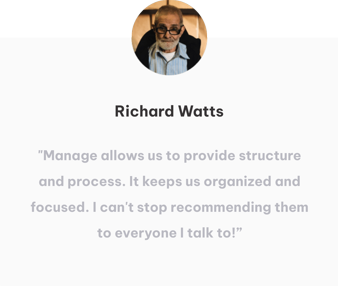 Richard Watts
"Manage allows us to provide structure
and process. It keeps us organized and
focused. I can't stop recommending them
to everyone I talk to!”